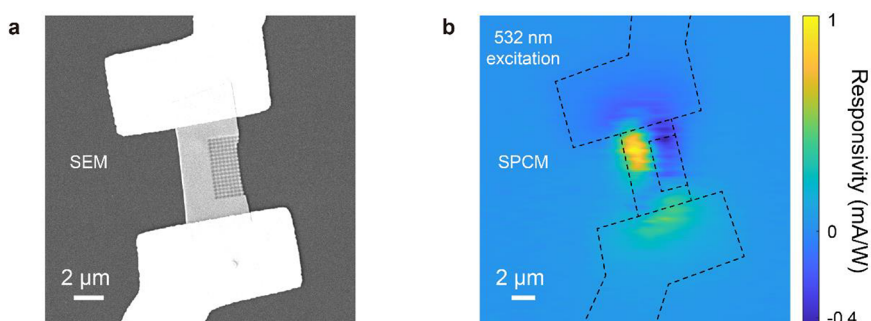 a
SEM
2 μm
b
532 nm
excitation
SPCM
2 μm
1
0
-0.4
Responsivity (mA/W)